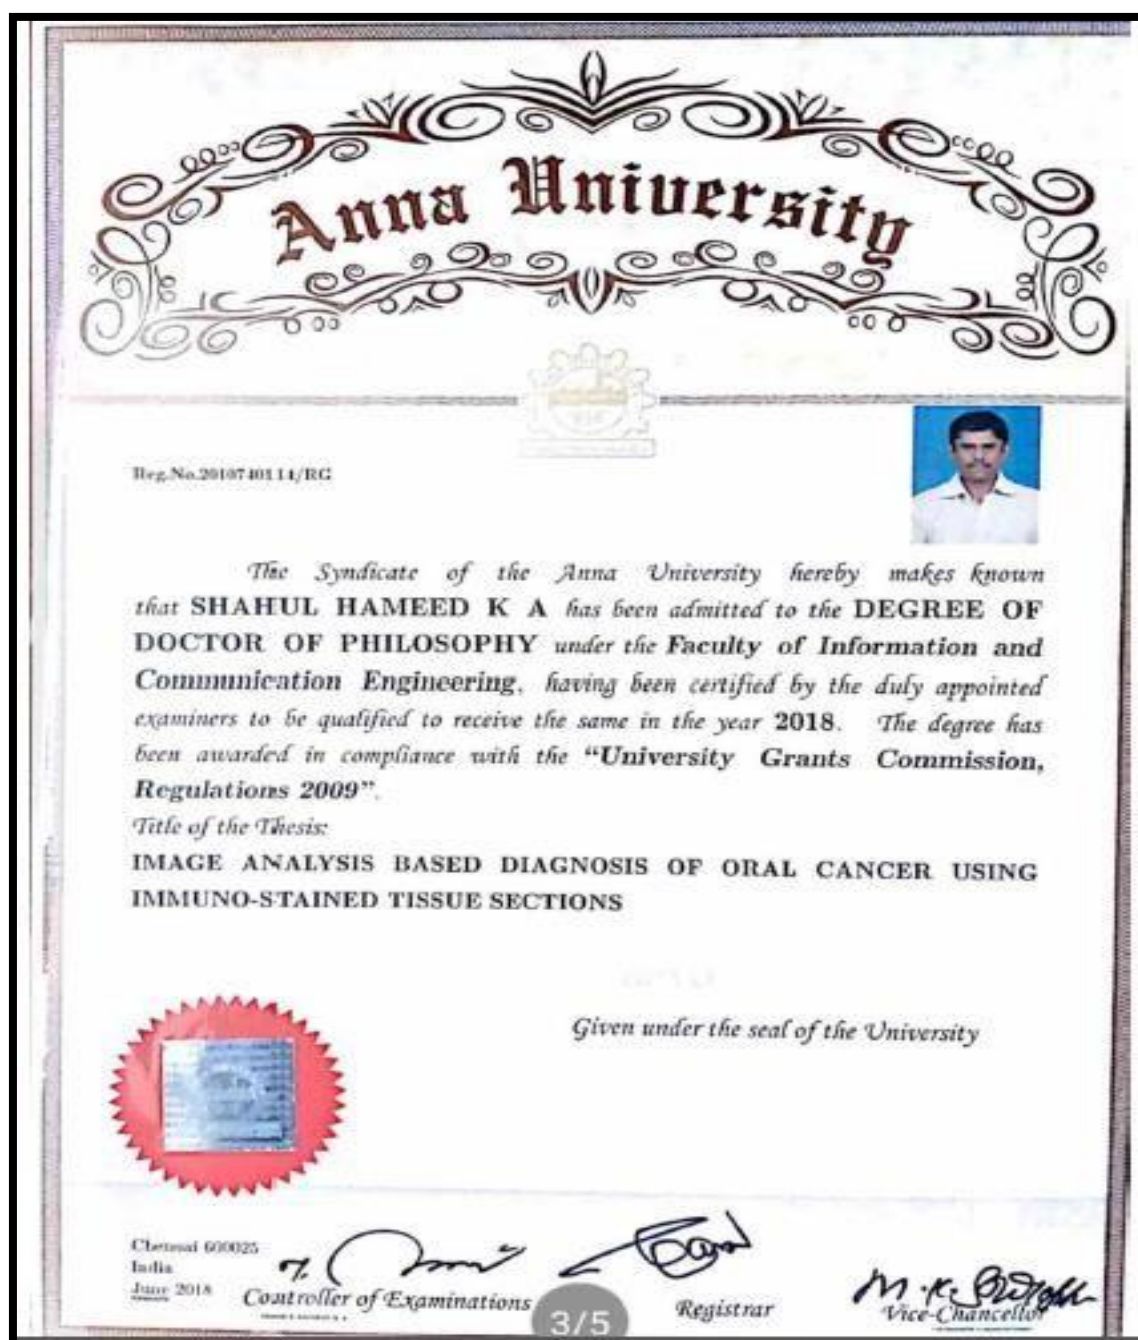 Anna University
Reg.No.2010740114/RG
The Syndicate of the Anna University hereby makes known
that SHAHUL HAMEED K A has been admitted to the DEGREE OF
DOCTOR OF PHILOSOPHY under the Faculty of Information and
Communication Engineering, having been certified by the duly appointed
examiners to be qualified to receive the same in the year 2018. The degree has
been awarded in compliance with the “University Grants Commission,
Regulations 2009”.
Title of the Thesis:
IMAGE ANALYSIS BASED DIAGNOSIS OF ORAL CANCER USING
IMMUNO-STAINED TISSUE SECTIONS
Given under the seal of the University
Chennai 600025
India
June 2018
Controller of Examinations
Registrar
Vice-Chancellor
3/5